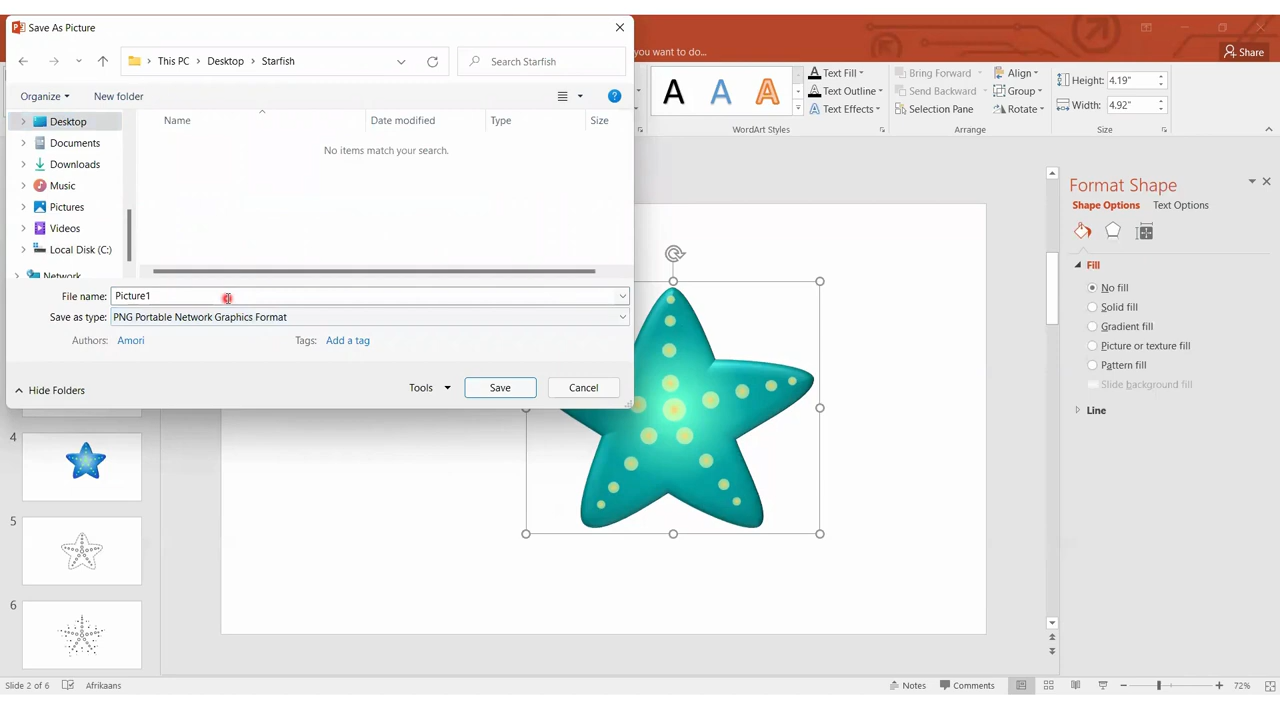 Save As Picture
This PC > Desktop > Starfish
Search Starfish
you want to do...
Share
Organize
New folder
Name
Date modified
Type
Size
No items match your search.
Desktop
Documents
Downloads
Music
Pictures
Videos
Local Disk (C:)
Network
File name: Picture1
Save as type: PNG Portable Network Graphics Format
Authors: Amori
Tags: Add a tag
Hide Folders
Tools
Save
Cancel
A A A
Text Fill
Text Outline
Text Effects
WordArt Styles
Bring Forward
Send Backward
Selection Pane
Align
Group
Rotate
Arrange
Height: 4.19"
Width: 4.92"
Size
Format Shape
Shape Options Text Options
Fill
No fill
Solid fill
Gradient fill
Picture or texture fill
Pattern fill
Slide background fill
Line
4
5
6
Slide 2 of 6
Afrikaans
Notes
Comments
72%